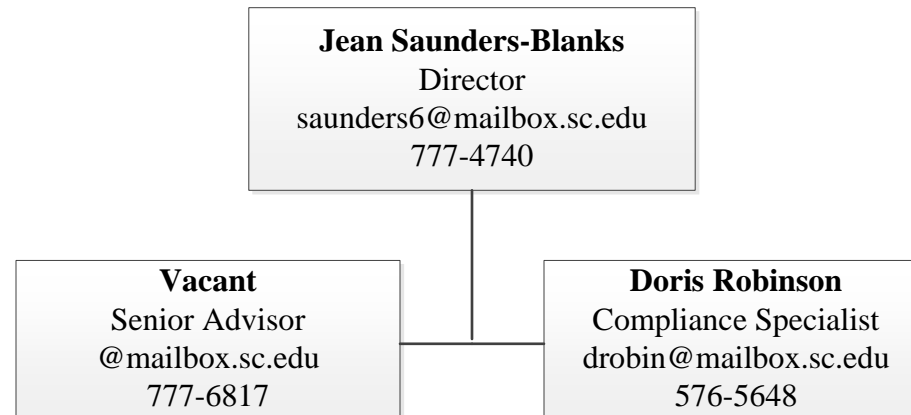 Jean Saunders-Blanks
Director
saunders6@mailbox.sc.edu
777-4740
Vacant
Senior Advisor
@mailbox.sc.edu
777-6817
Doris Robinson
Compliance Specialist
drobin@mailbox.sc.edu
576-5648